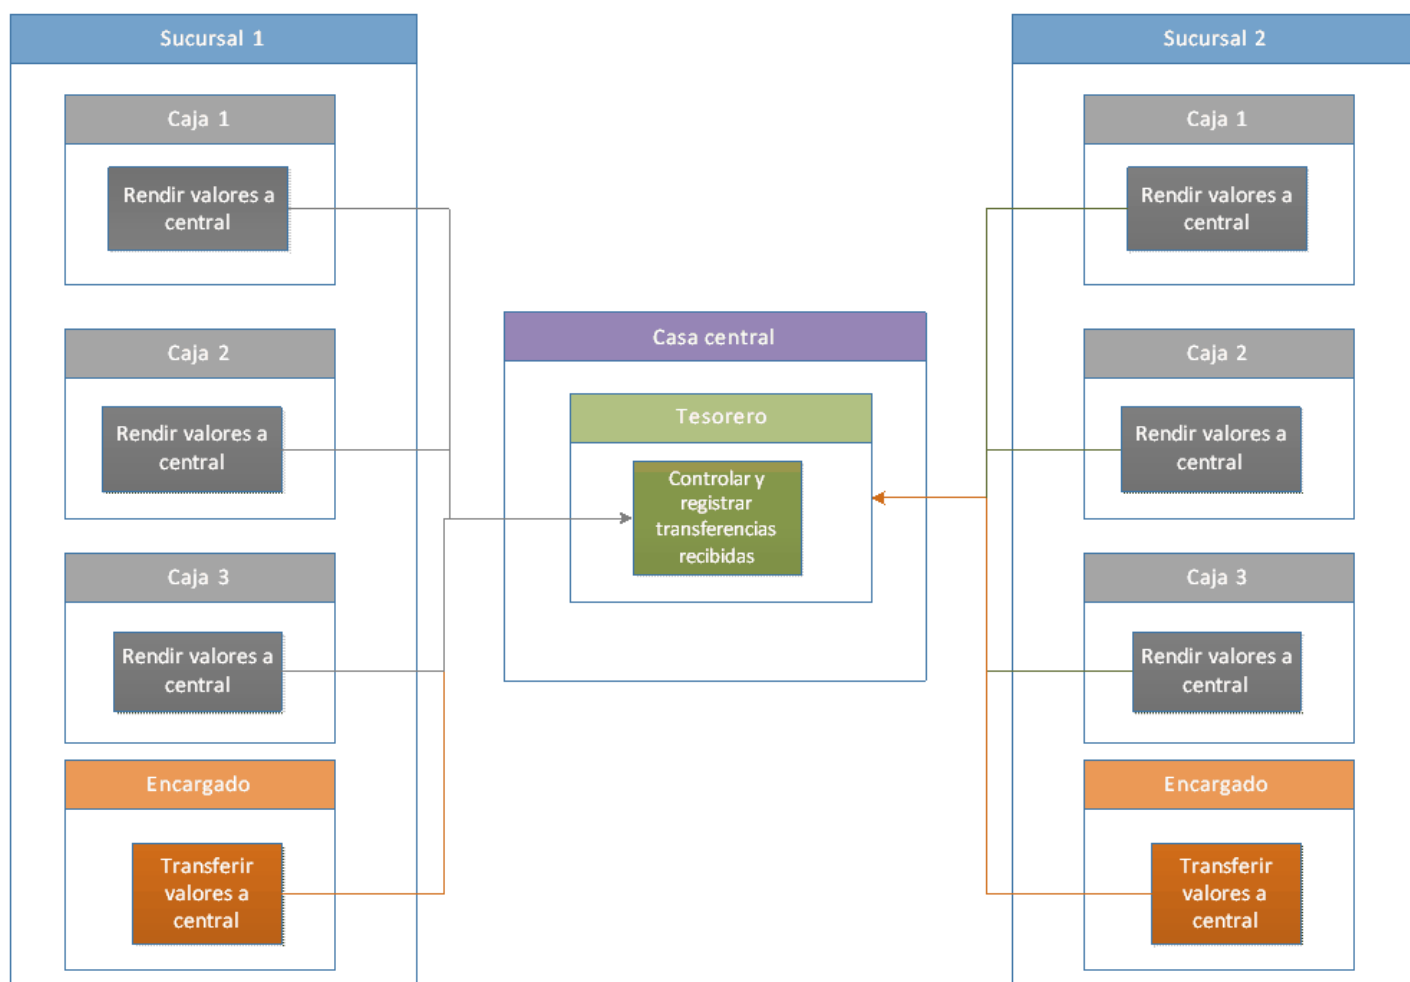 Sucursal 1
Caja 1
Rendir valores a
central
Caja 2
Rendir valores a
central
Caja 3
Rendir valores a
central
Encargado
Transferir
valores a
central
Casa central
Tesorero
Controlar y
registrar
transferencias
recibidas
Sucursal 2
Caja 1
Rendir valores a
central
Caja 2
Rendir valores a
central
Caja 3
Rendir valores a
central
Encargado
Transferir
valores a
central